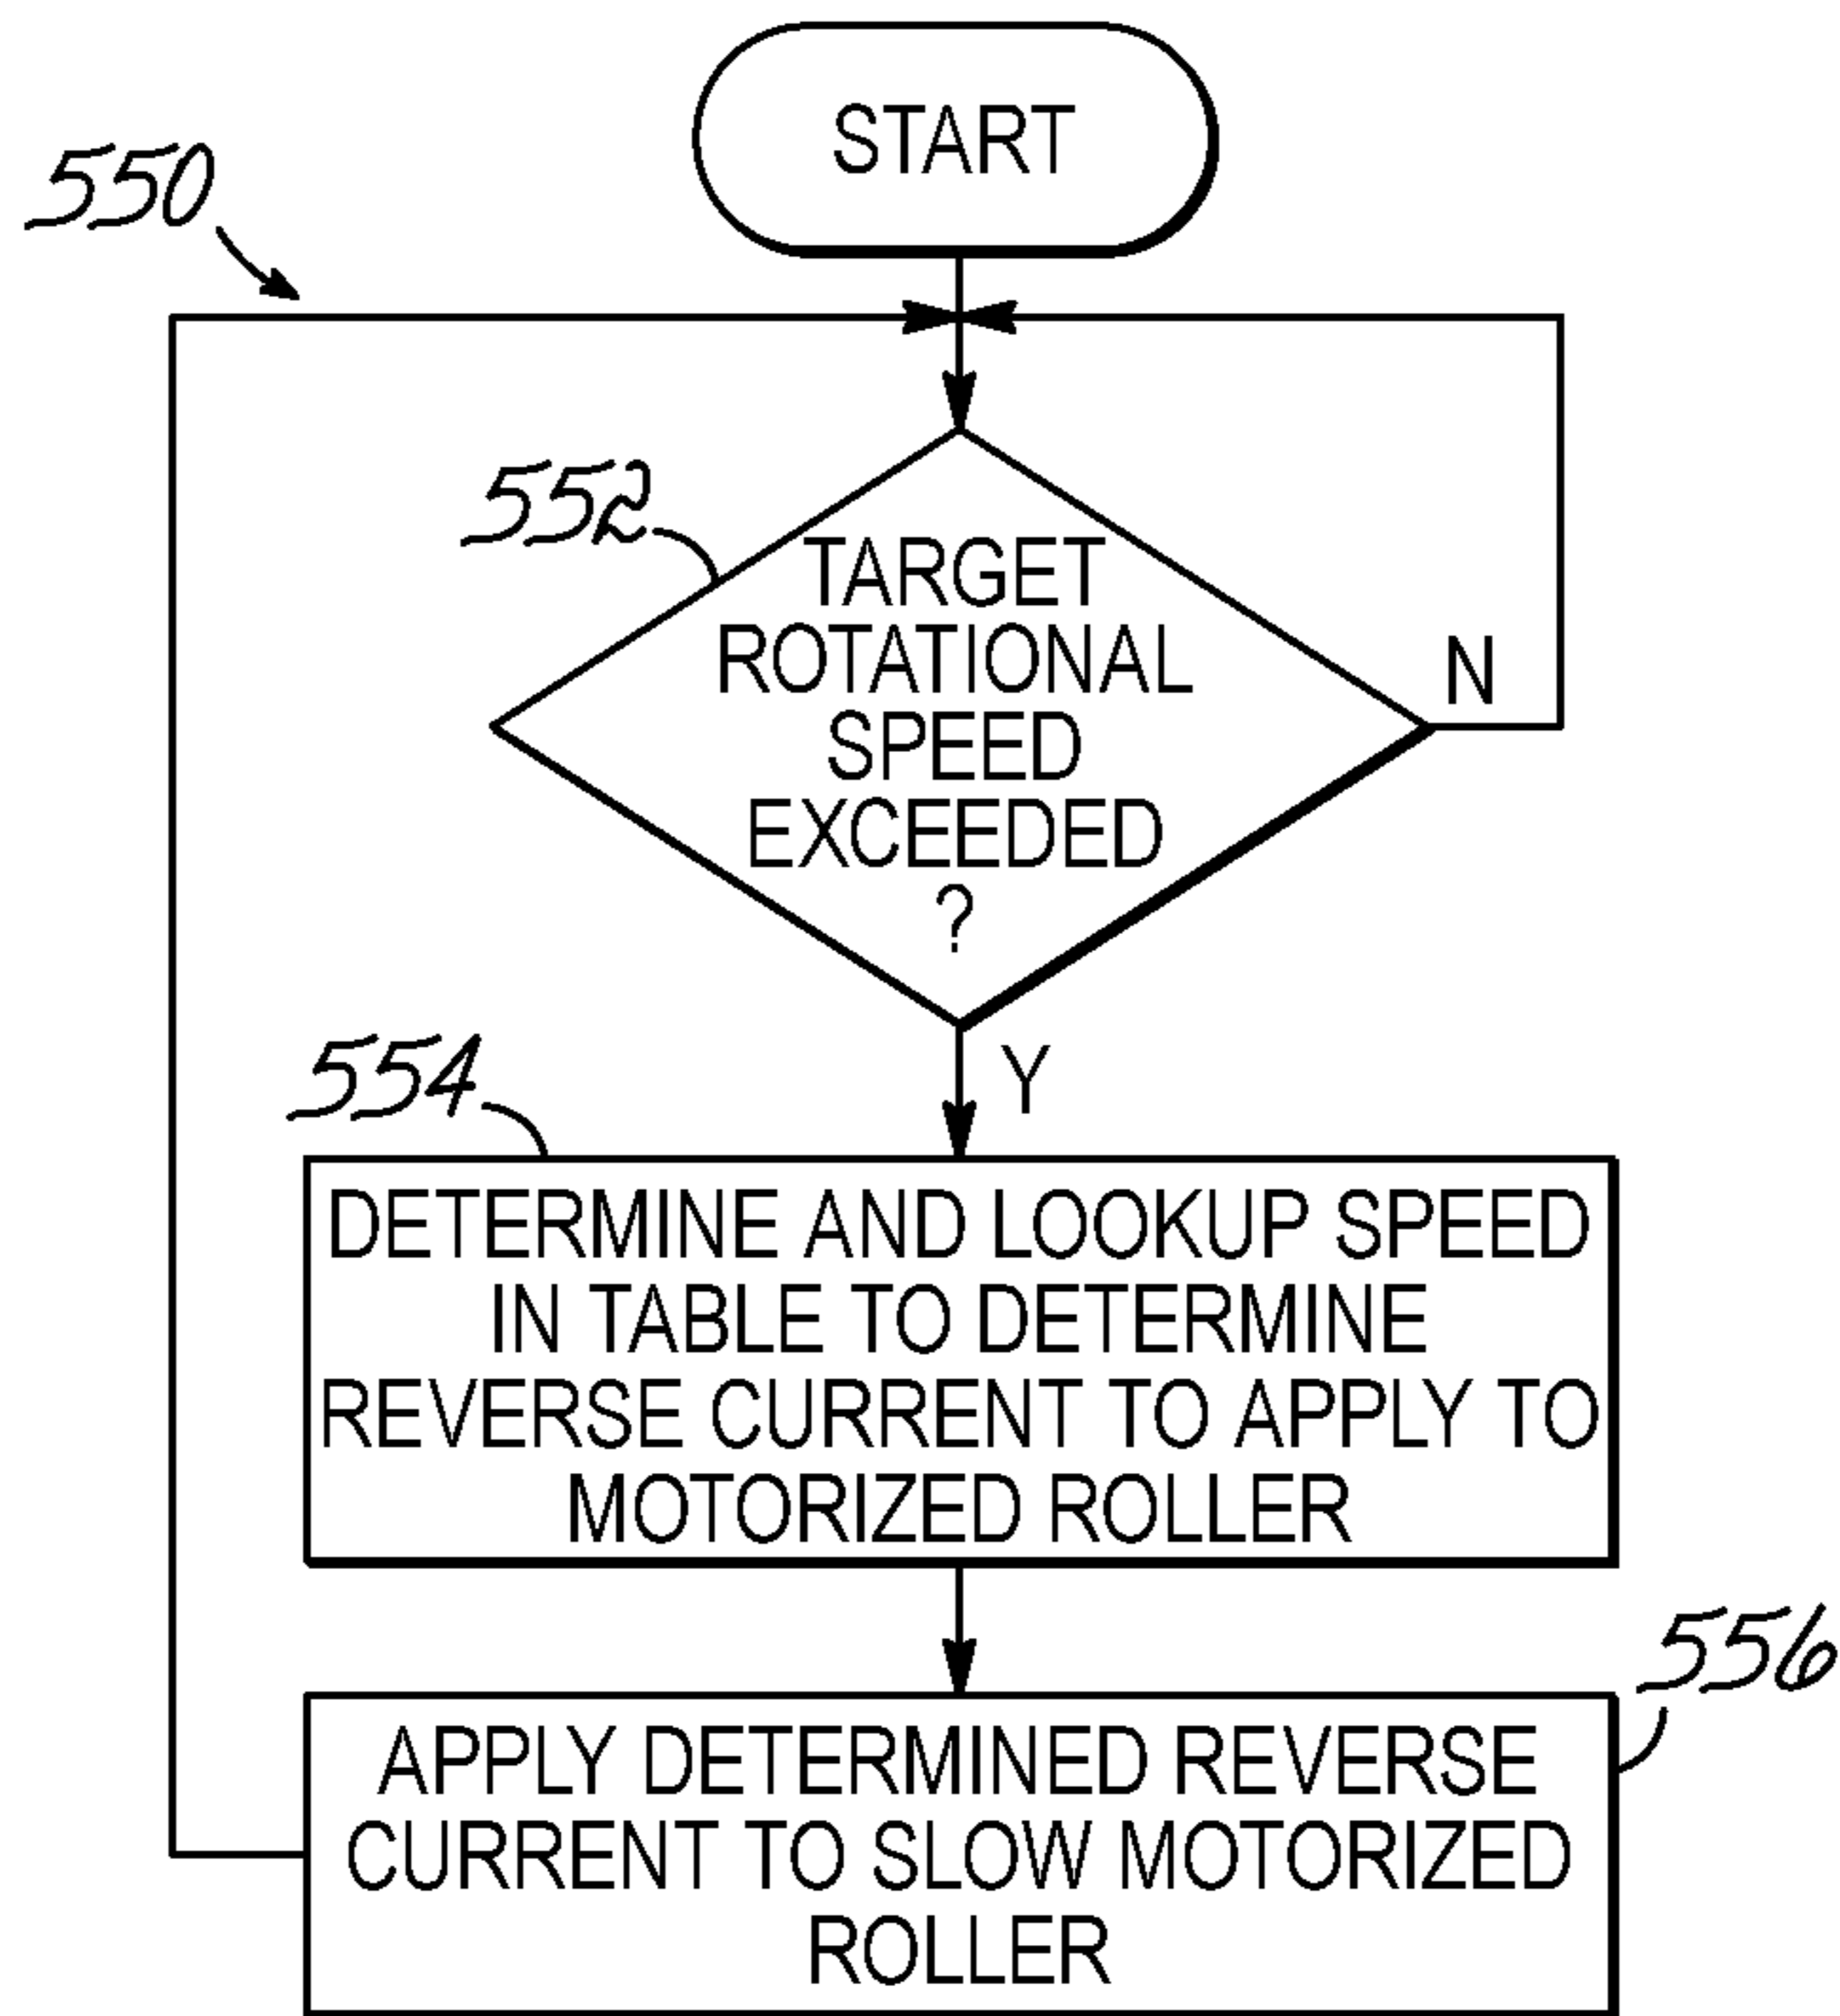 START
550
552
TARGET
ROTATIONAL
SPEED
EXCEEDED
?
N
Y
554
DETERMINE AND LOOKUP SPEED
IN TABLE TO DETERMINE
REVERSE CURRENT TO APPLY TO
MOTORIZED ROLLER
556
APPLY DETERMINED REVERSE
CURRENT TO SLOW MOTORIZED
ROLLER